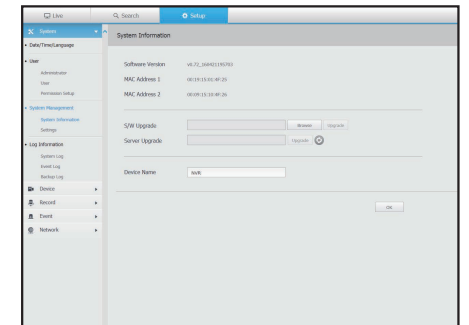 Live
Search
Setup
System
System Information
Date/Time/Language
User
Administrator
User
Permission Setup
System Management
System Information
Settings
Log Information
System Log
Event Log
Backup Log
Device
Record
Event
Network
Software Version
MAC Address 1
MAC Address 2
S/W Upgrade
Browse
Upgrade
Server Upgrade
Upgrade
Device Name
NVR
OK